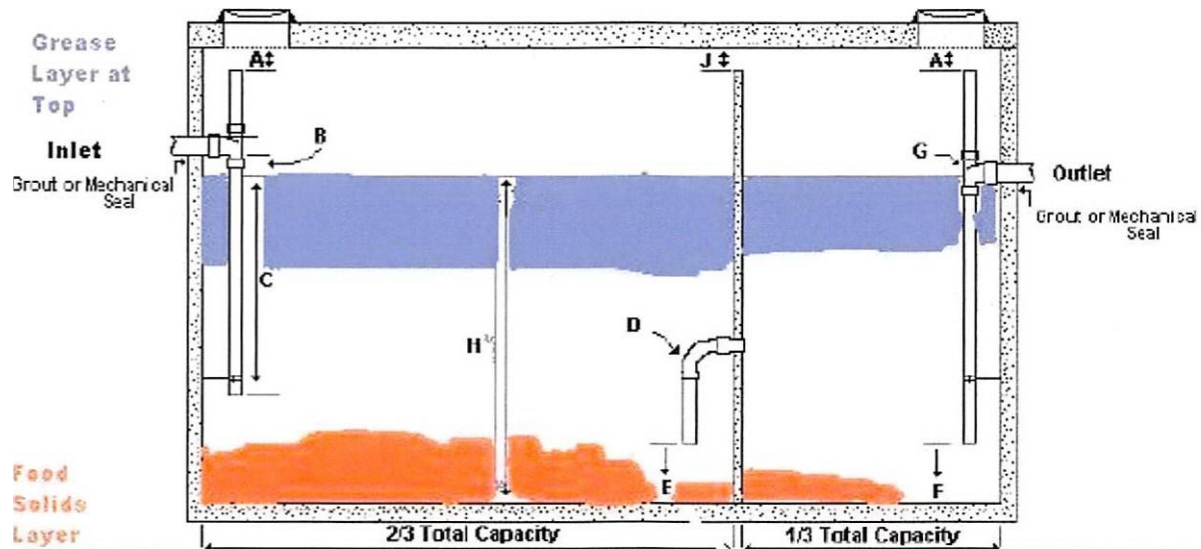 Grease
Layer at
Top
A
J
A
B
Inlet
Grout or Mechanical
Seal
G
Outlet
Grout or Mechanical
Seal
C
D
H
E
F
Food
Solids
Layer
2/3 Total Capacity
1/3 Total Capacity